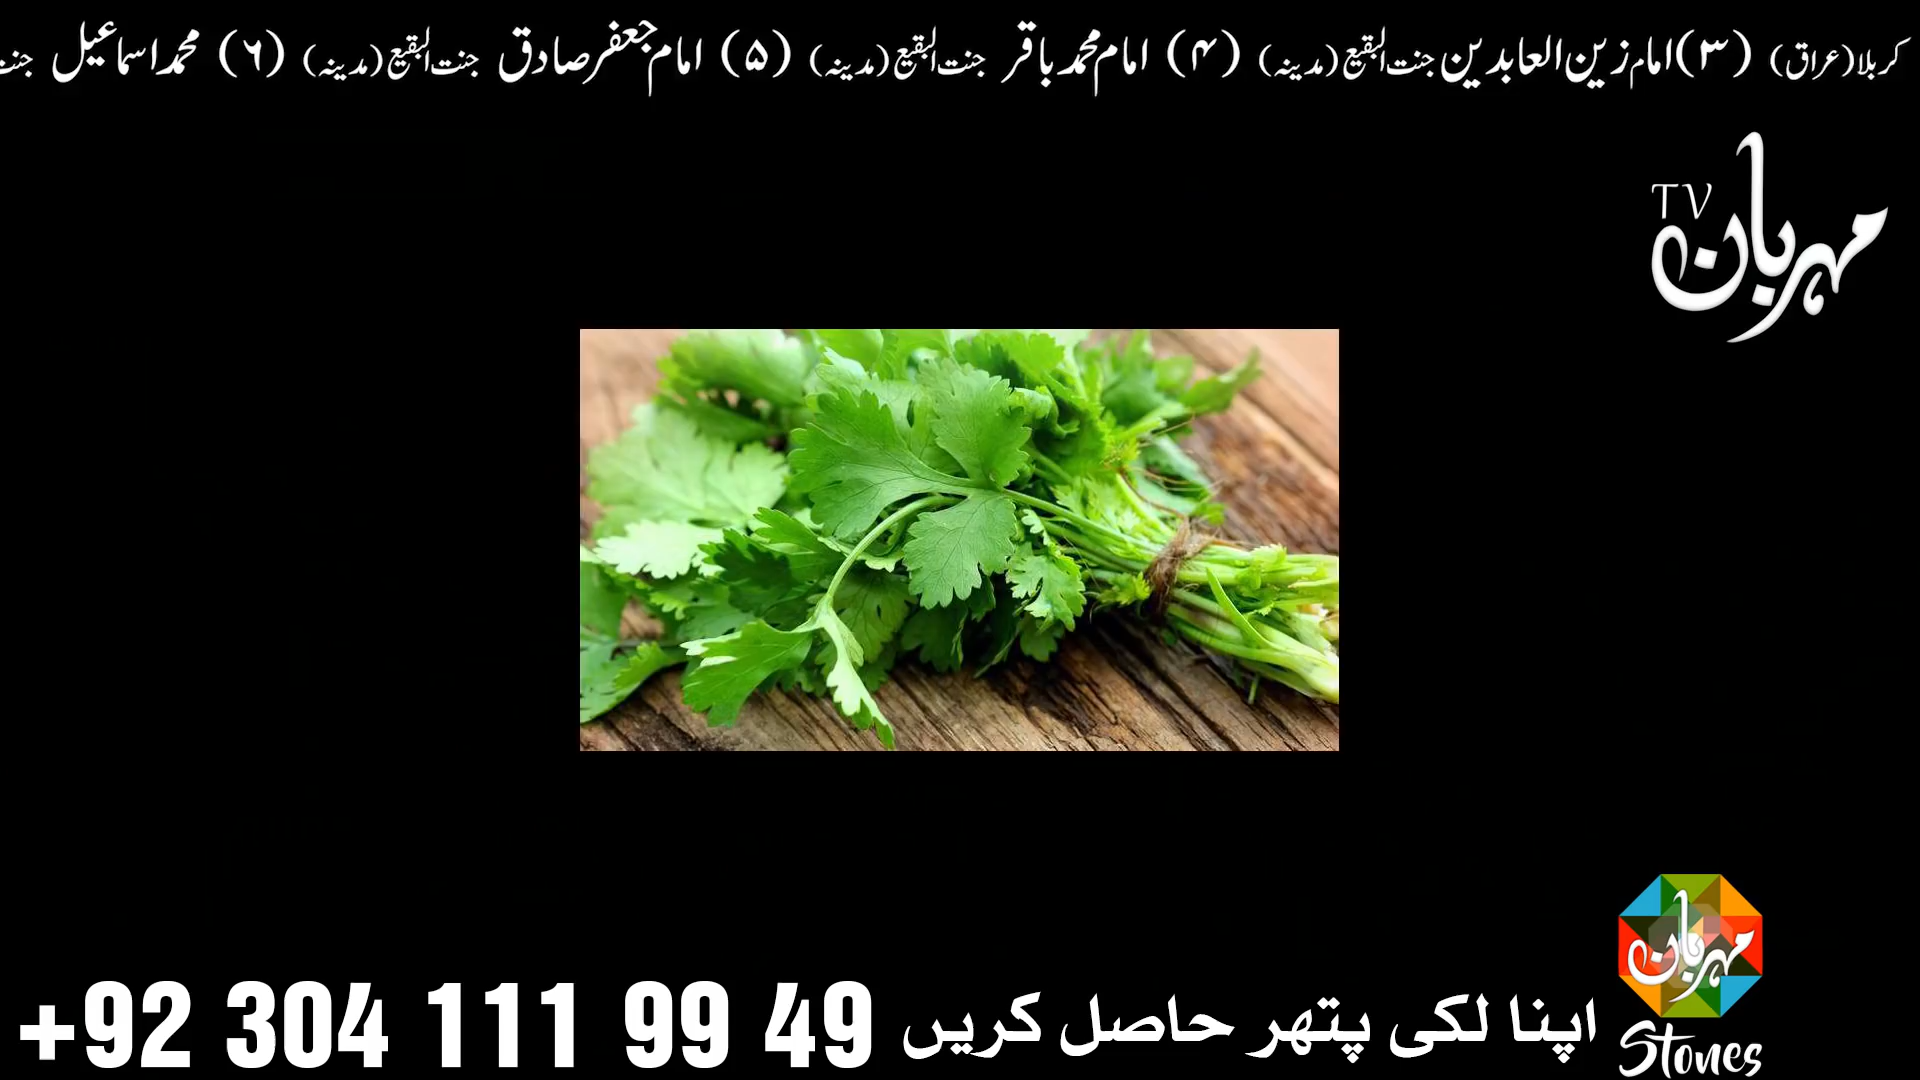 کربلا (عراق) (۳) امام زین العابدین جنت البقیع (مدینہ) (۴) امام محمد باقر جنت البقیع (مدینہ) (۵) امام جعفر صادق جنت البقیع (مدینہ) (۶) محمد اسماعیل جنت
TV
مہربان
مہربان
اپنا لکی پتھر حاصل کریں +92 304 111 99 49
Stones